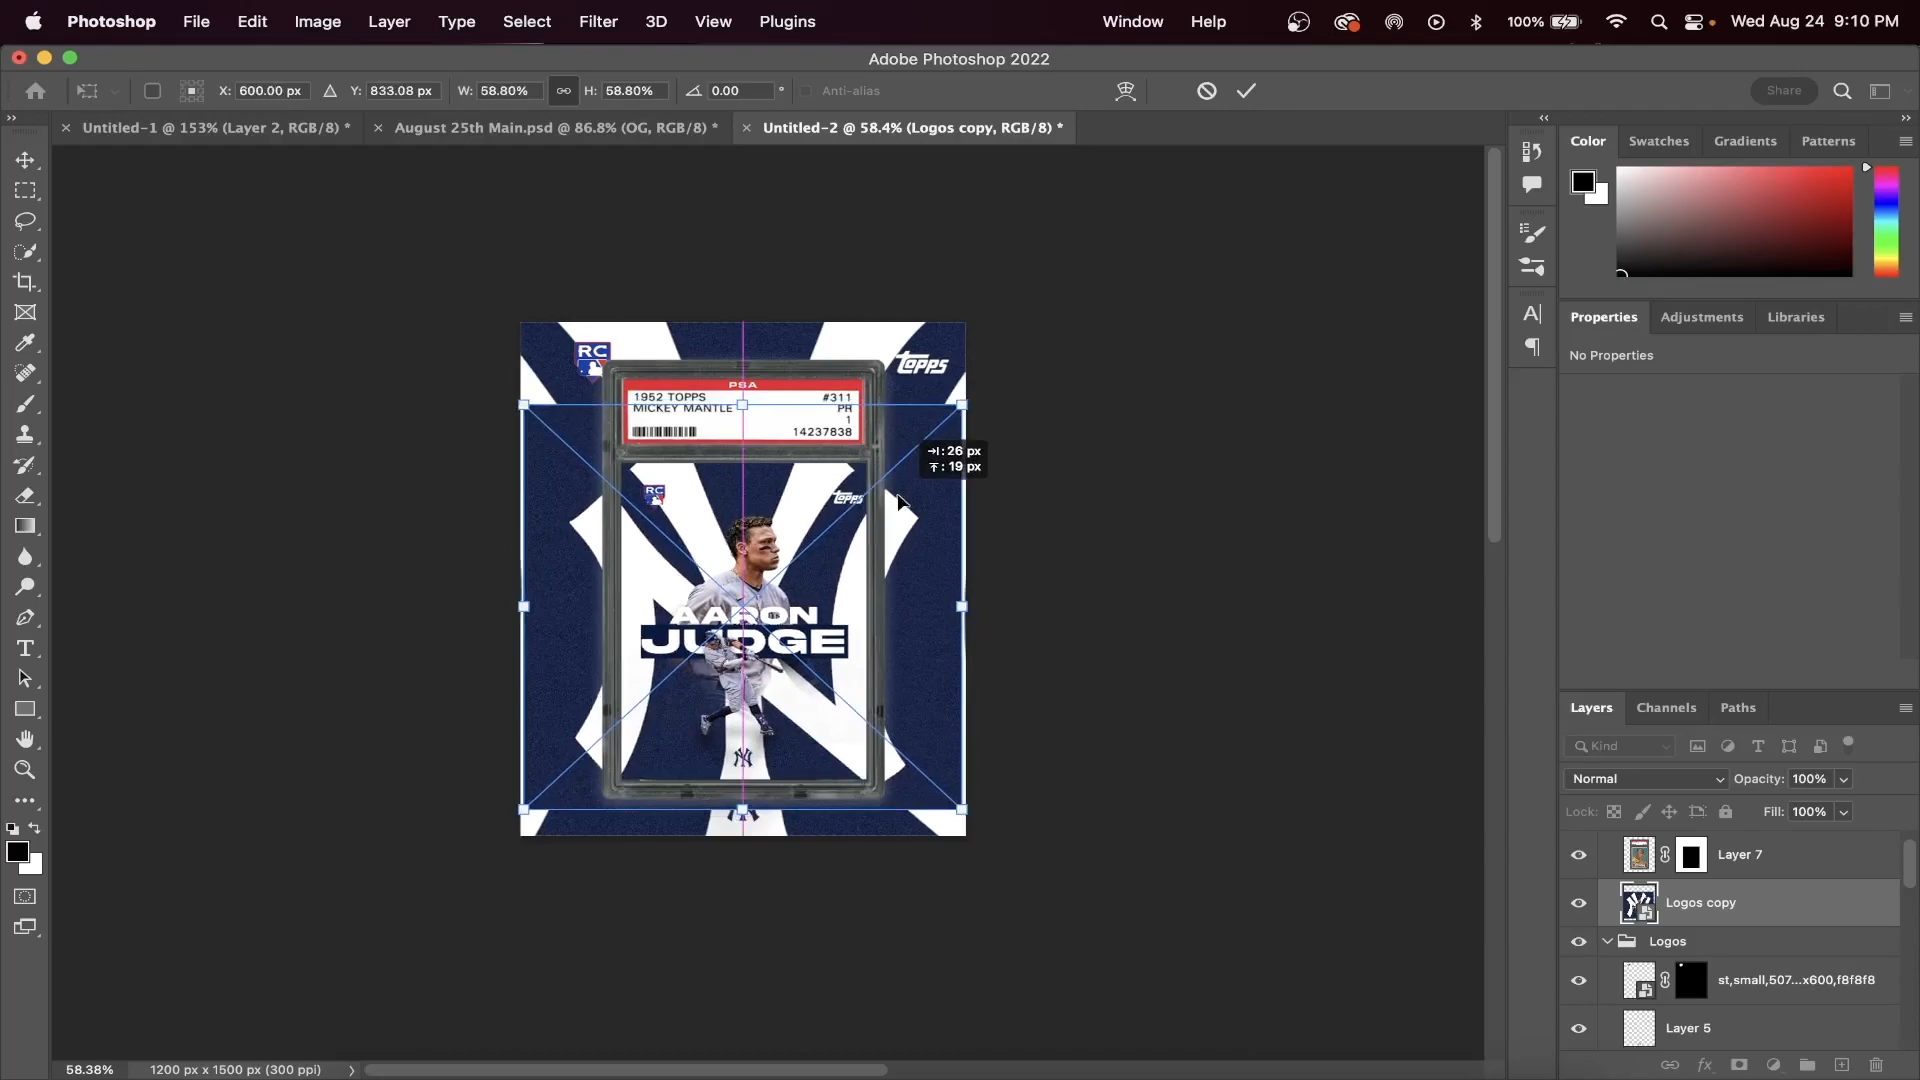 Photoshop File Edit Image Layer Type Select Filter 3D View Plugins Window Help 100% Wed Aug 24 9:10 PM
Adobe Photoshop 2022
X: 600.00 px Y: 833.08 px W: 58.80% H: 58.80% 0.00 ° Anti-alias Share
Untitled-1 @ 153% (Layer 2, RGB/8) * August 25th Main.psd @ 86.8% (OG, RGB/8) * Untitled-2 @ 58.4% (Logos copy, RGB/8) *
Color Swatches Gradients Patterns
Properties Adjustments Libraries
No Properties
RC
Topps
PSA
1952 TOPPS #311
MICKEY MANTLE PR
1
14237838
: 26 px
: 19 px
RC
Topps
AARON
JUDGE
NY
Layers Channels Paths
Kind
Normal Opacity: 100%
Lock: Fill: 100%
Layer 7
Logos copy
Logos
st,small,507...x600,f8f8f8
Layer 5
fx
58.38% 1200 px x 1500 px (300 ppi)